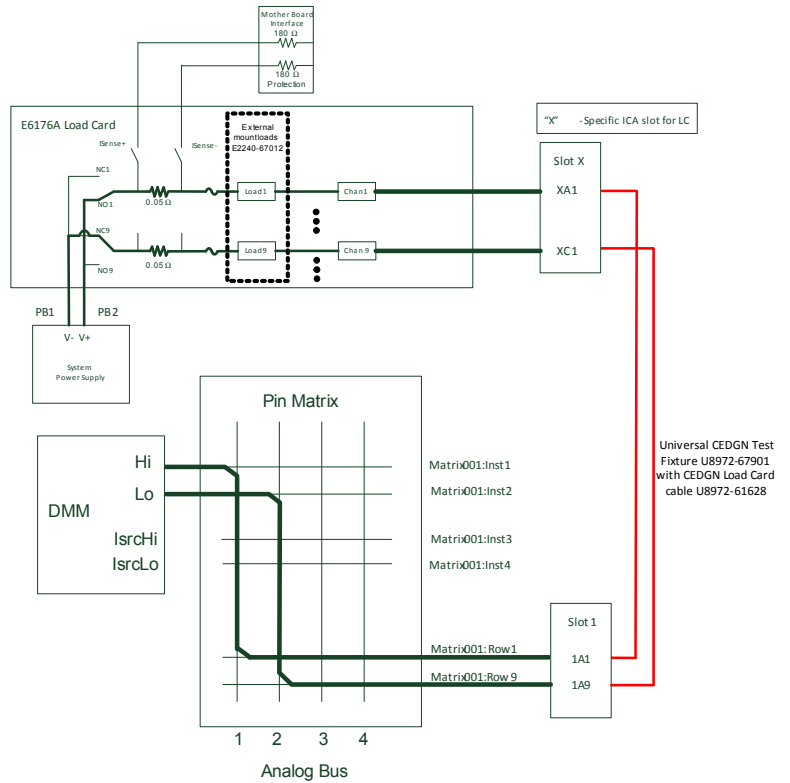 Mother Board
Interface
180 Ω
180 Ω
Protection
E6176A Load Card
ISense+
ISense-
External
mountloads
E2240-67012
NC1
NO1
0.05 Ω
Load1
Chan1
NC9
NO9
0.05 Ω
Load9
Chan 9
PB1
PB2
V- V+
System
Power Supply
"X" -Specific ICA slot for LC
Slot X
XA1
XC1
Pin Matrix
Hi
Lo
DMM
IsrcHi
IsrcLo
Matrix001:Inst1
Matrix001:Inst2
Matrix001:Inst3
Matrix001:Inst4
Matrix001:Row1
Matrix001:Row 9
Universal CEDGN Test
Fixture U8972-67901
with CEDGN Load Card
cable U8972-61628
Slot 1
1A1
1A9
1 2 3 4
Analog Bus